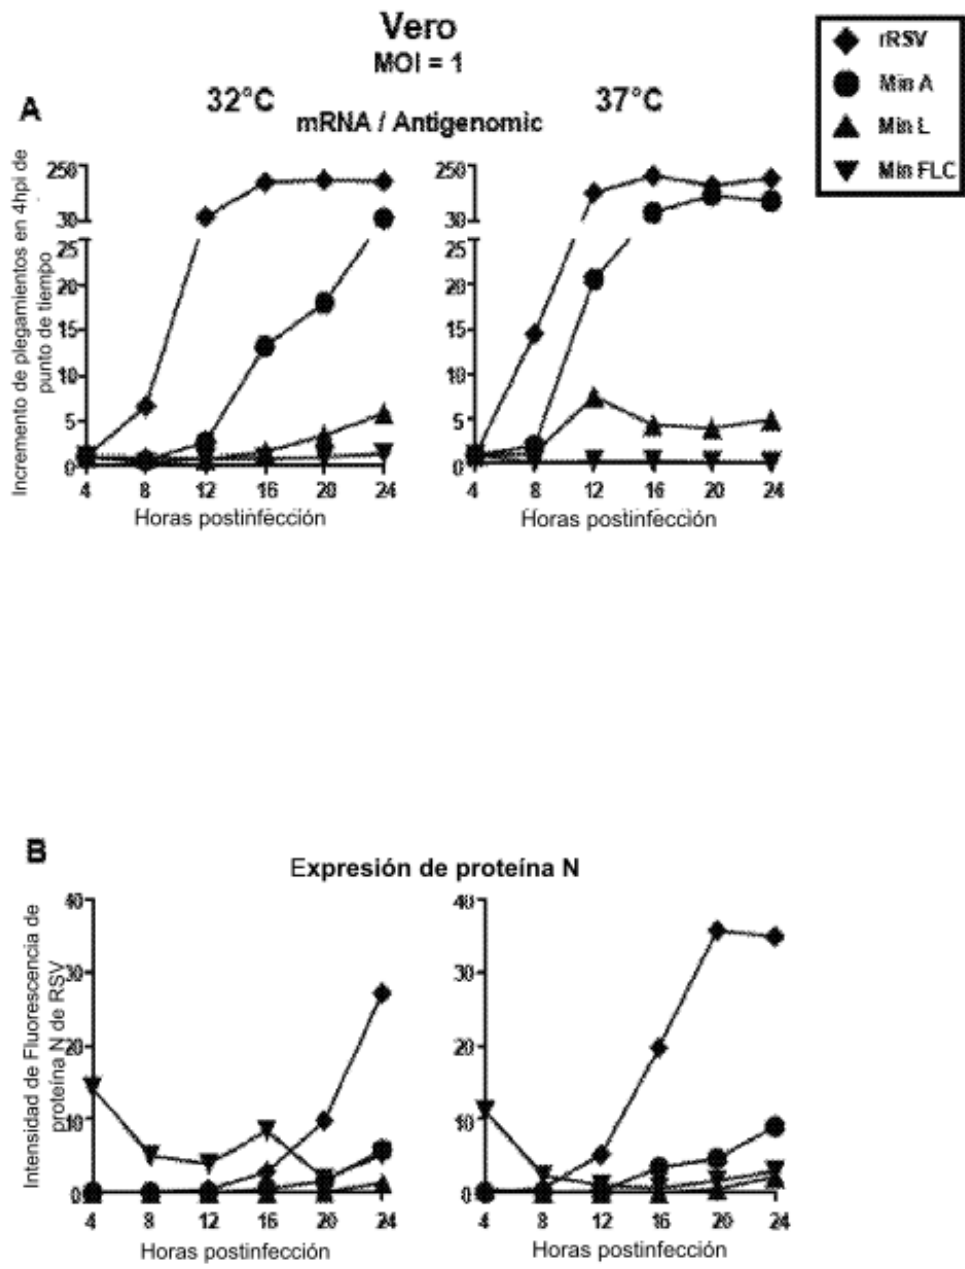 Vero
MOI = 1
32°C
37°C
rRSV
Min A
Min L
Min FLC
A
mRNA / Antigenomic
Incremento de plegamientos en 4hpi de
punto de tiempo
250
30
25
20
15
10
5
0
4 8 12 16 20 24
Horas postinfección
250
30
25
20
15
10
5
0
4 8 12 16 20 24
Horas postinfección
B
Expresión de proteína N
Intensidad de Fluorescencia de
proteína N de RSV
40
30
20
10
0
4 8 12 16 20 24
Horas postinfección
40
30
20
10
0
4 8 12 16 20 24
Horas postinfección